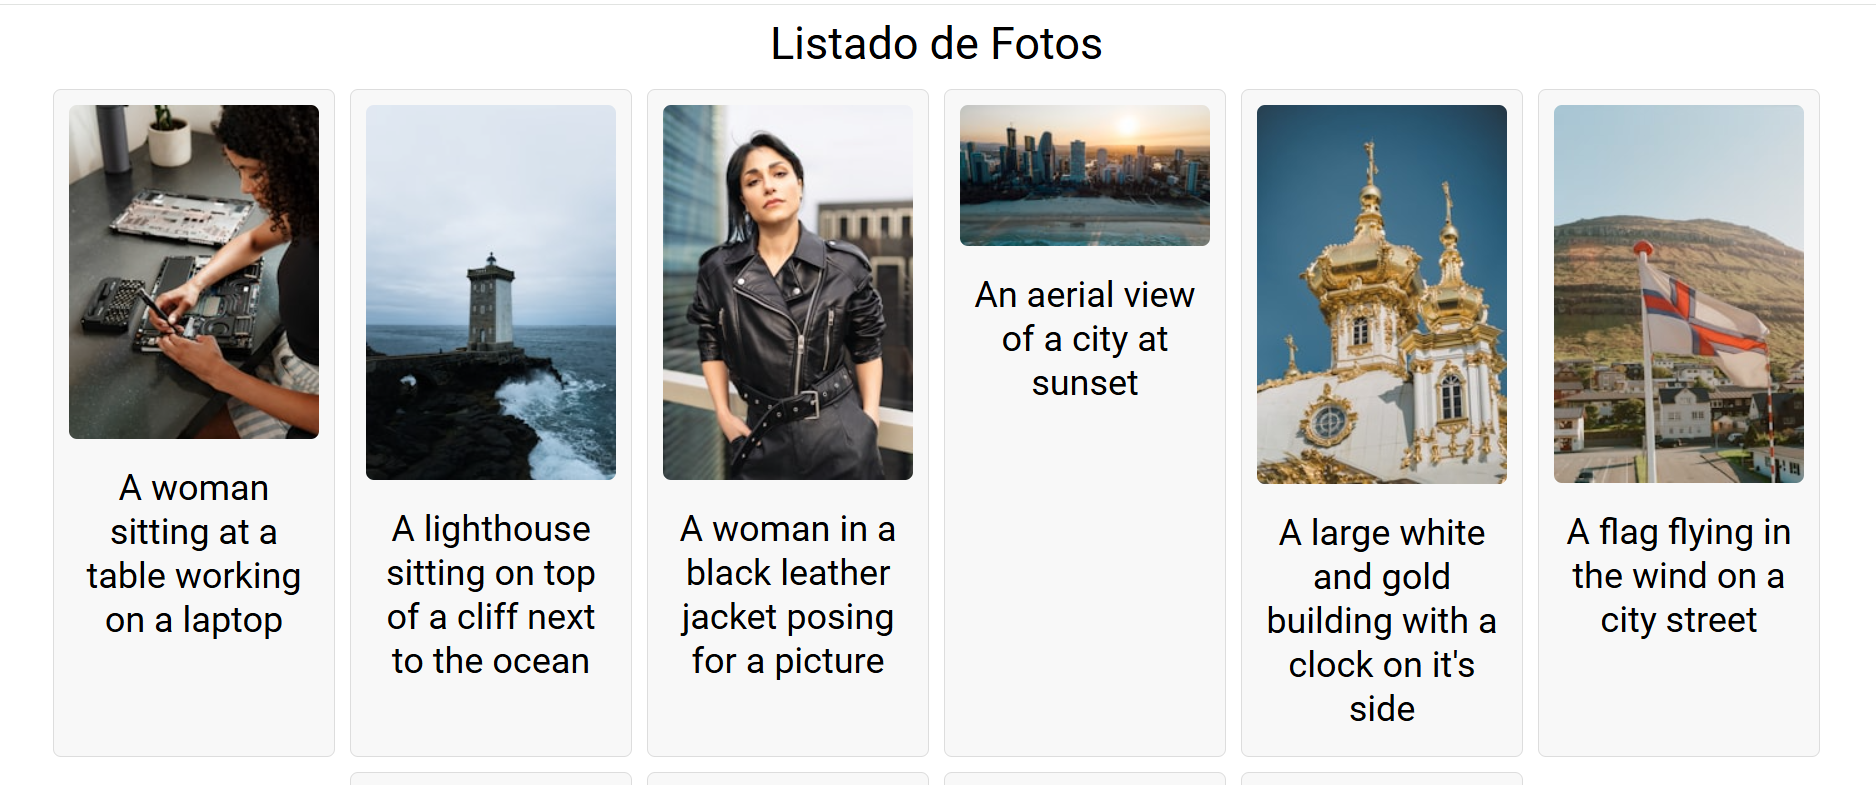 Listado de Fotos
A woman
sitting at a
table working
on a laptop
A lighthouse
sitting on top
of a cliff next
to the ocean
A woman in a
black leather
jacket posing
for a picture
An aerial view
of a city at
sunset
A large white
and gold
building with a
clock on it's
side
A flag flying in
the wind on a
city street